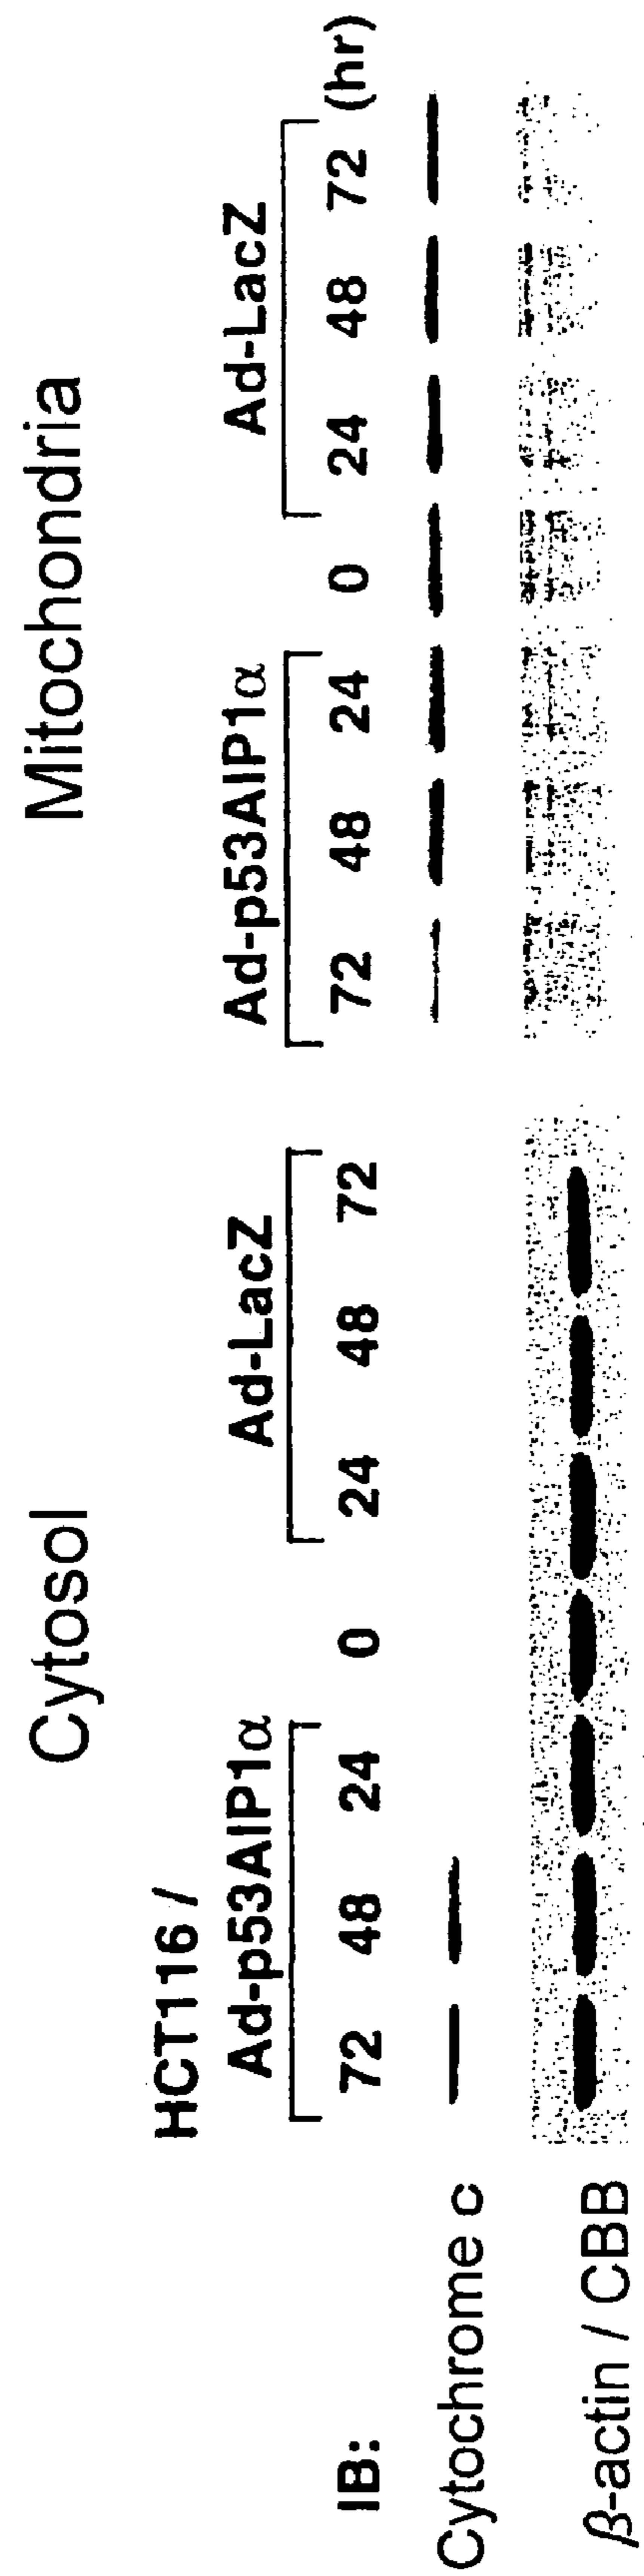 Cytosol Mitochondria
HCT116 /
Ad-p53AIP1α Ad-LacZ Ad-p53AIP1α Ad-LacZ
IB: 72 48 24 0 24 48 72 72 48 24 0 24 48 72 (hr)
Cytochrome c
β-actin / CBB